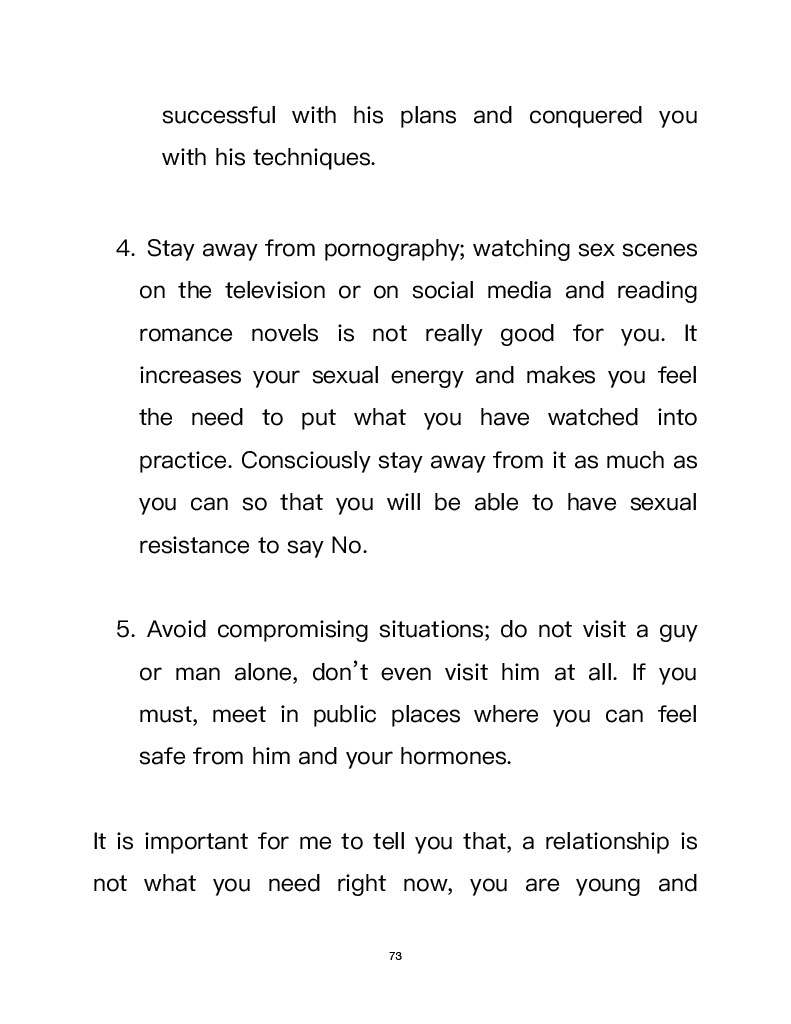 successful with his plans and conquered you
with his techniques.
4. Stay away from pornography; watching sex scenes
on the television or on social media and reading
romance novels is not really good for you. It
increases your sexual energy and makes you feel
the need to put what you have watched into
practice. Consciously stay away from it as much as
you can so that you will be able to have sexual
resistance to say No.
5. Avoid compromising situations; do not visit a guy
or man alone, don’t even visit him at all. If you
must, meet in public places where you can feel
safe from him and your hormones.
It is important for me to tell you that, a relationship is
not what you need right now, you are young and
73